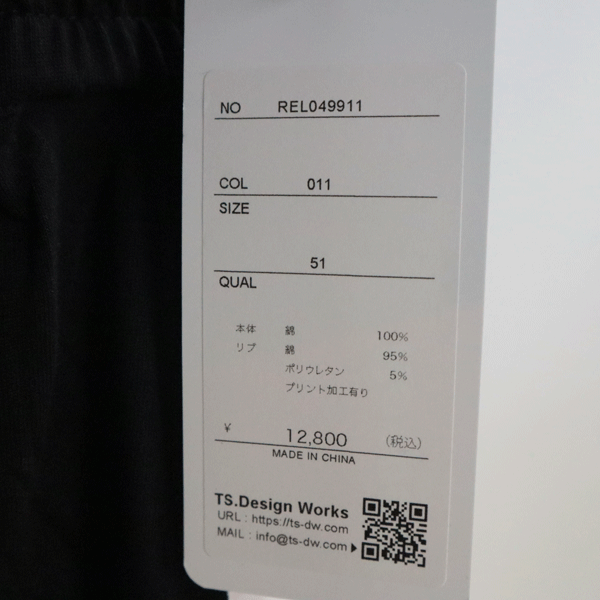 NO REL049911
COL 011
SIZE
51
QUAL
本体 綿 100%
リブ 綿 95%
ポリウレタン 5%
プリント加工有り
¥ 12,800 (税込)
MADE IN CHINA
TS.Design Works
URL : https://ts-dw.com
MAIL : info@ts-dw.com ▶